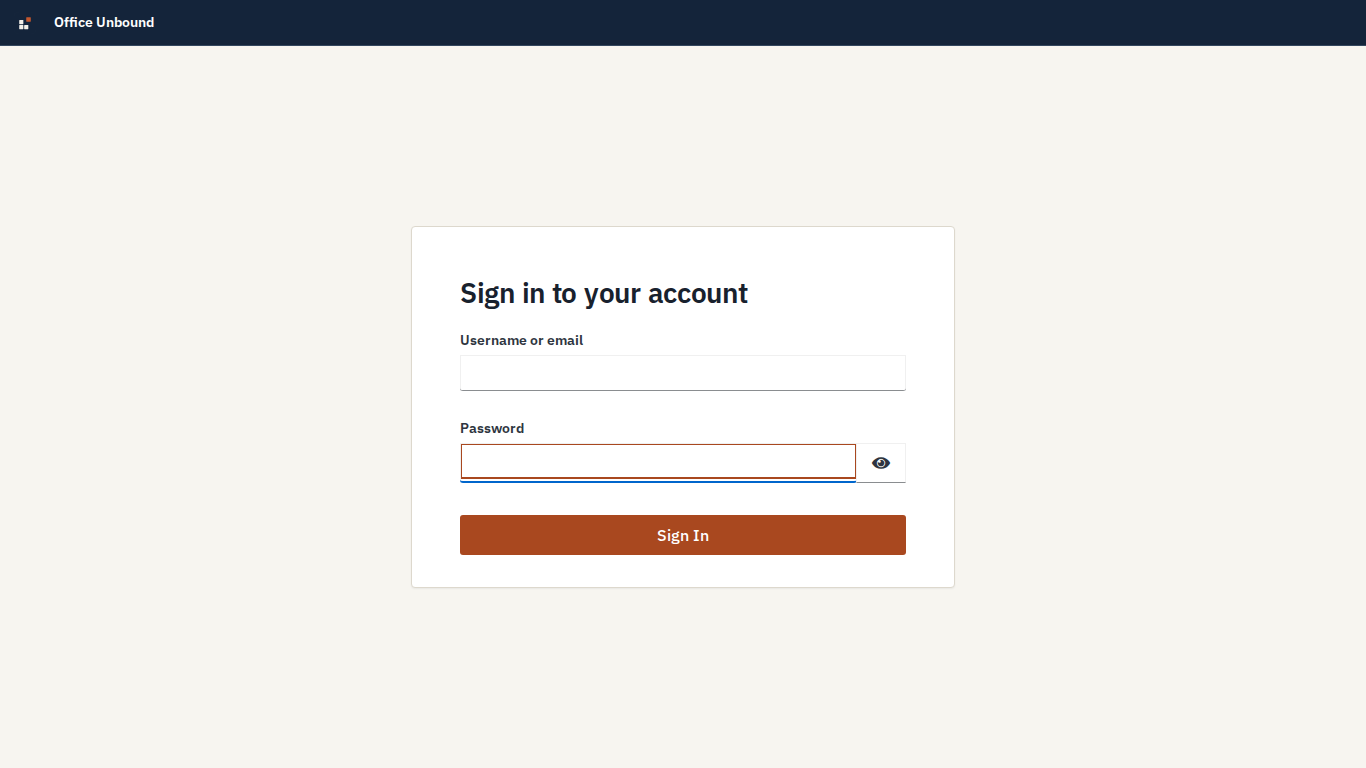 Office Unbound
Sign in to your account
Username or email
Password
Sign In